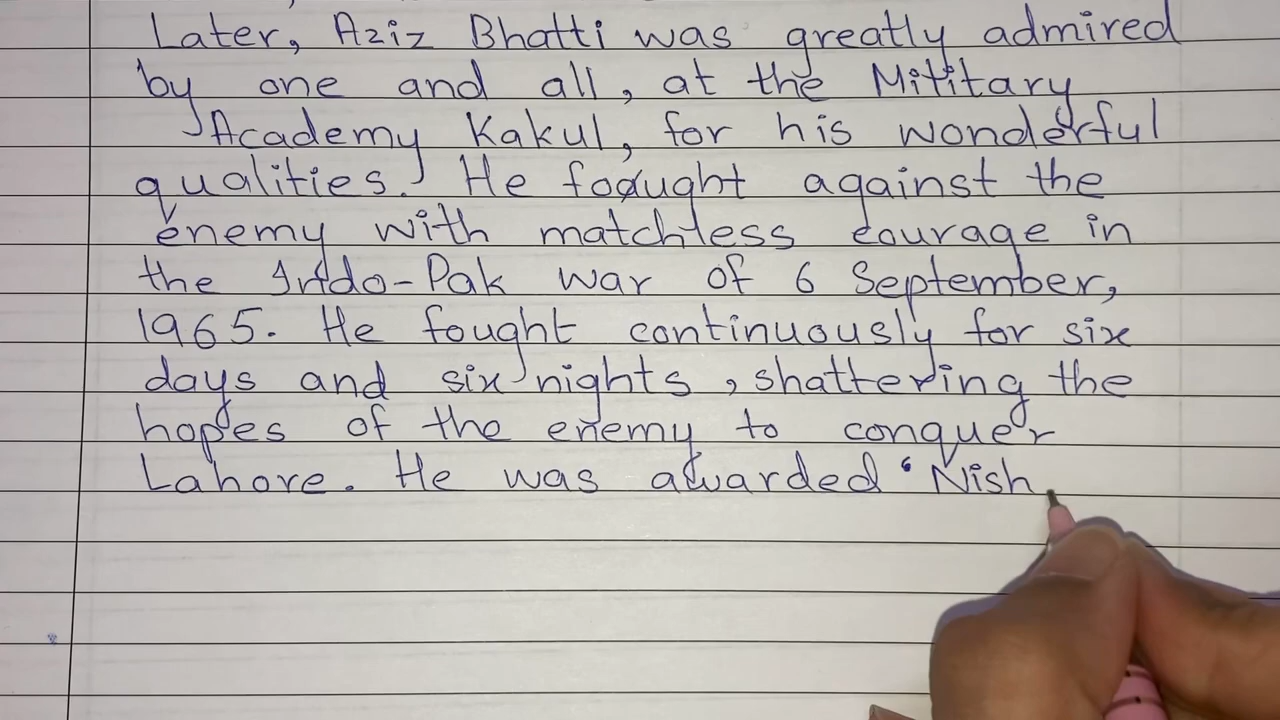 Later, Aziz Bhatti was greatly admired
by one and all, at the Mititary
Academy Kakul, for his wonderful
qualities. He foought against the
enemy with matchless courage in
the Indo-Pak war of 6 September,
1965. He fought continuously for six
days and six nights, shattering the
hopes of the enemy to conquer
Lahore. He was awarded 'Nish